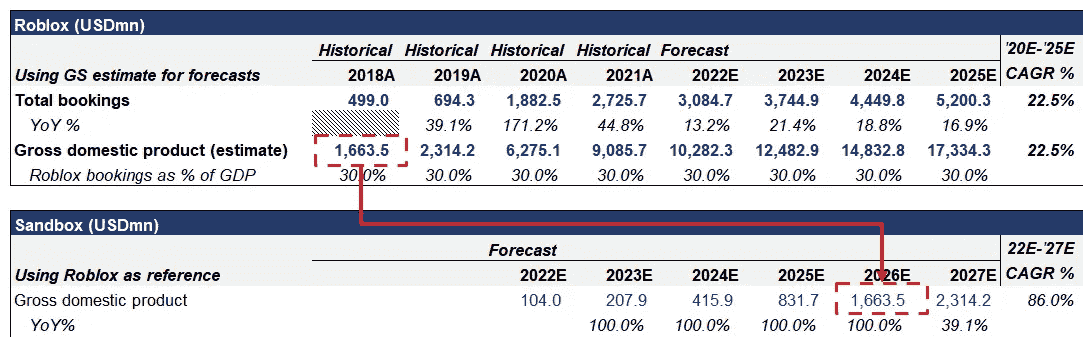 Roblox (USDmn)
Historical Historical Historical Historical Forecast '20E-'25E
Using GS estimate for forecasts 2018A 2019A 2020A 2021A 2022E 2023E 2024E 2025E CAGR %
Total bookings 499.0 694.3 1,882.5 2,725.7 3,084.7 3,744.9 4,449.8 5,200.3 22.5%
YoY % 39.1% 171.2% 44.8% 13.2% 21.4% 18.8% 16.9%
Gross domestic product (estimate) 1,663.5 2,314.2 6,275.1 9,085.7 10,282.3 12,482.9 14,832.8 17,334.3 22.5%
Roblox bookings as % of GDP 30.0% 30.0% 30.0% 30.0% 30.0% 30.0% 30.0% 30.0%
Sandbox (USDmn)
Forecast 22E-'27E
Using Roblox as reference 2022E 2023E 2024E 2025E 2026E 2027E CAGR %
Gross domestic product 104.0 207.9 415.9 831.7 1,663.5 2,314.2 86.0%
YoY% 100.0% 100.0% 100.0% 100.0% 39.1%